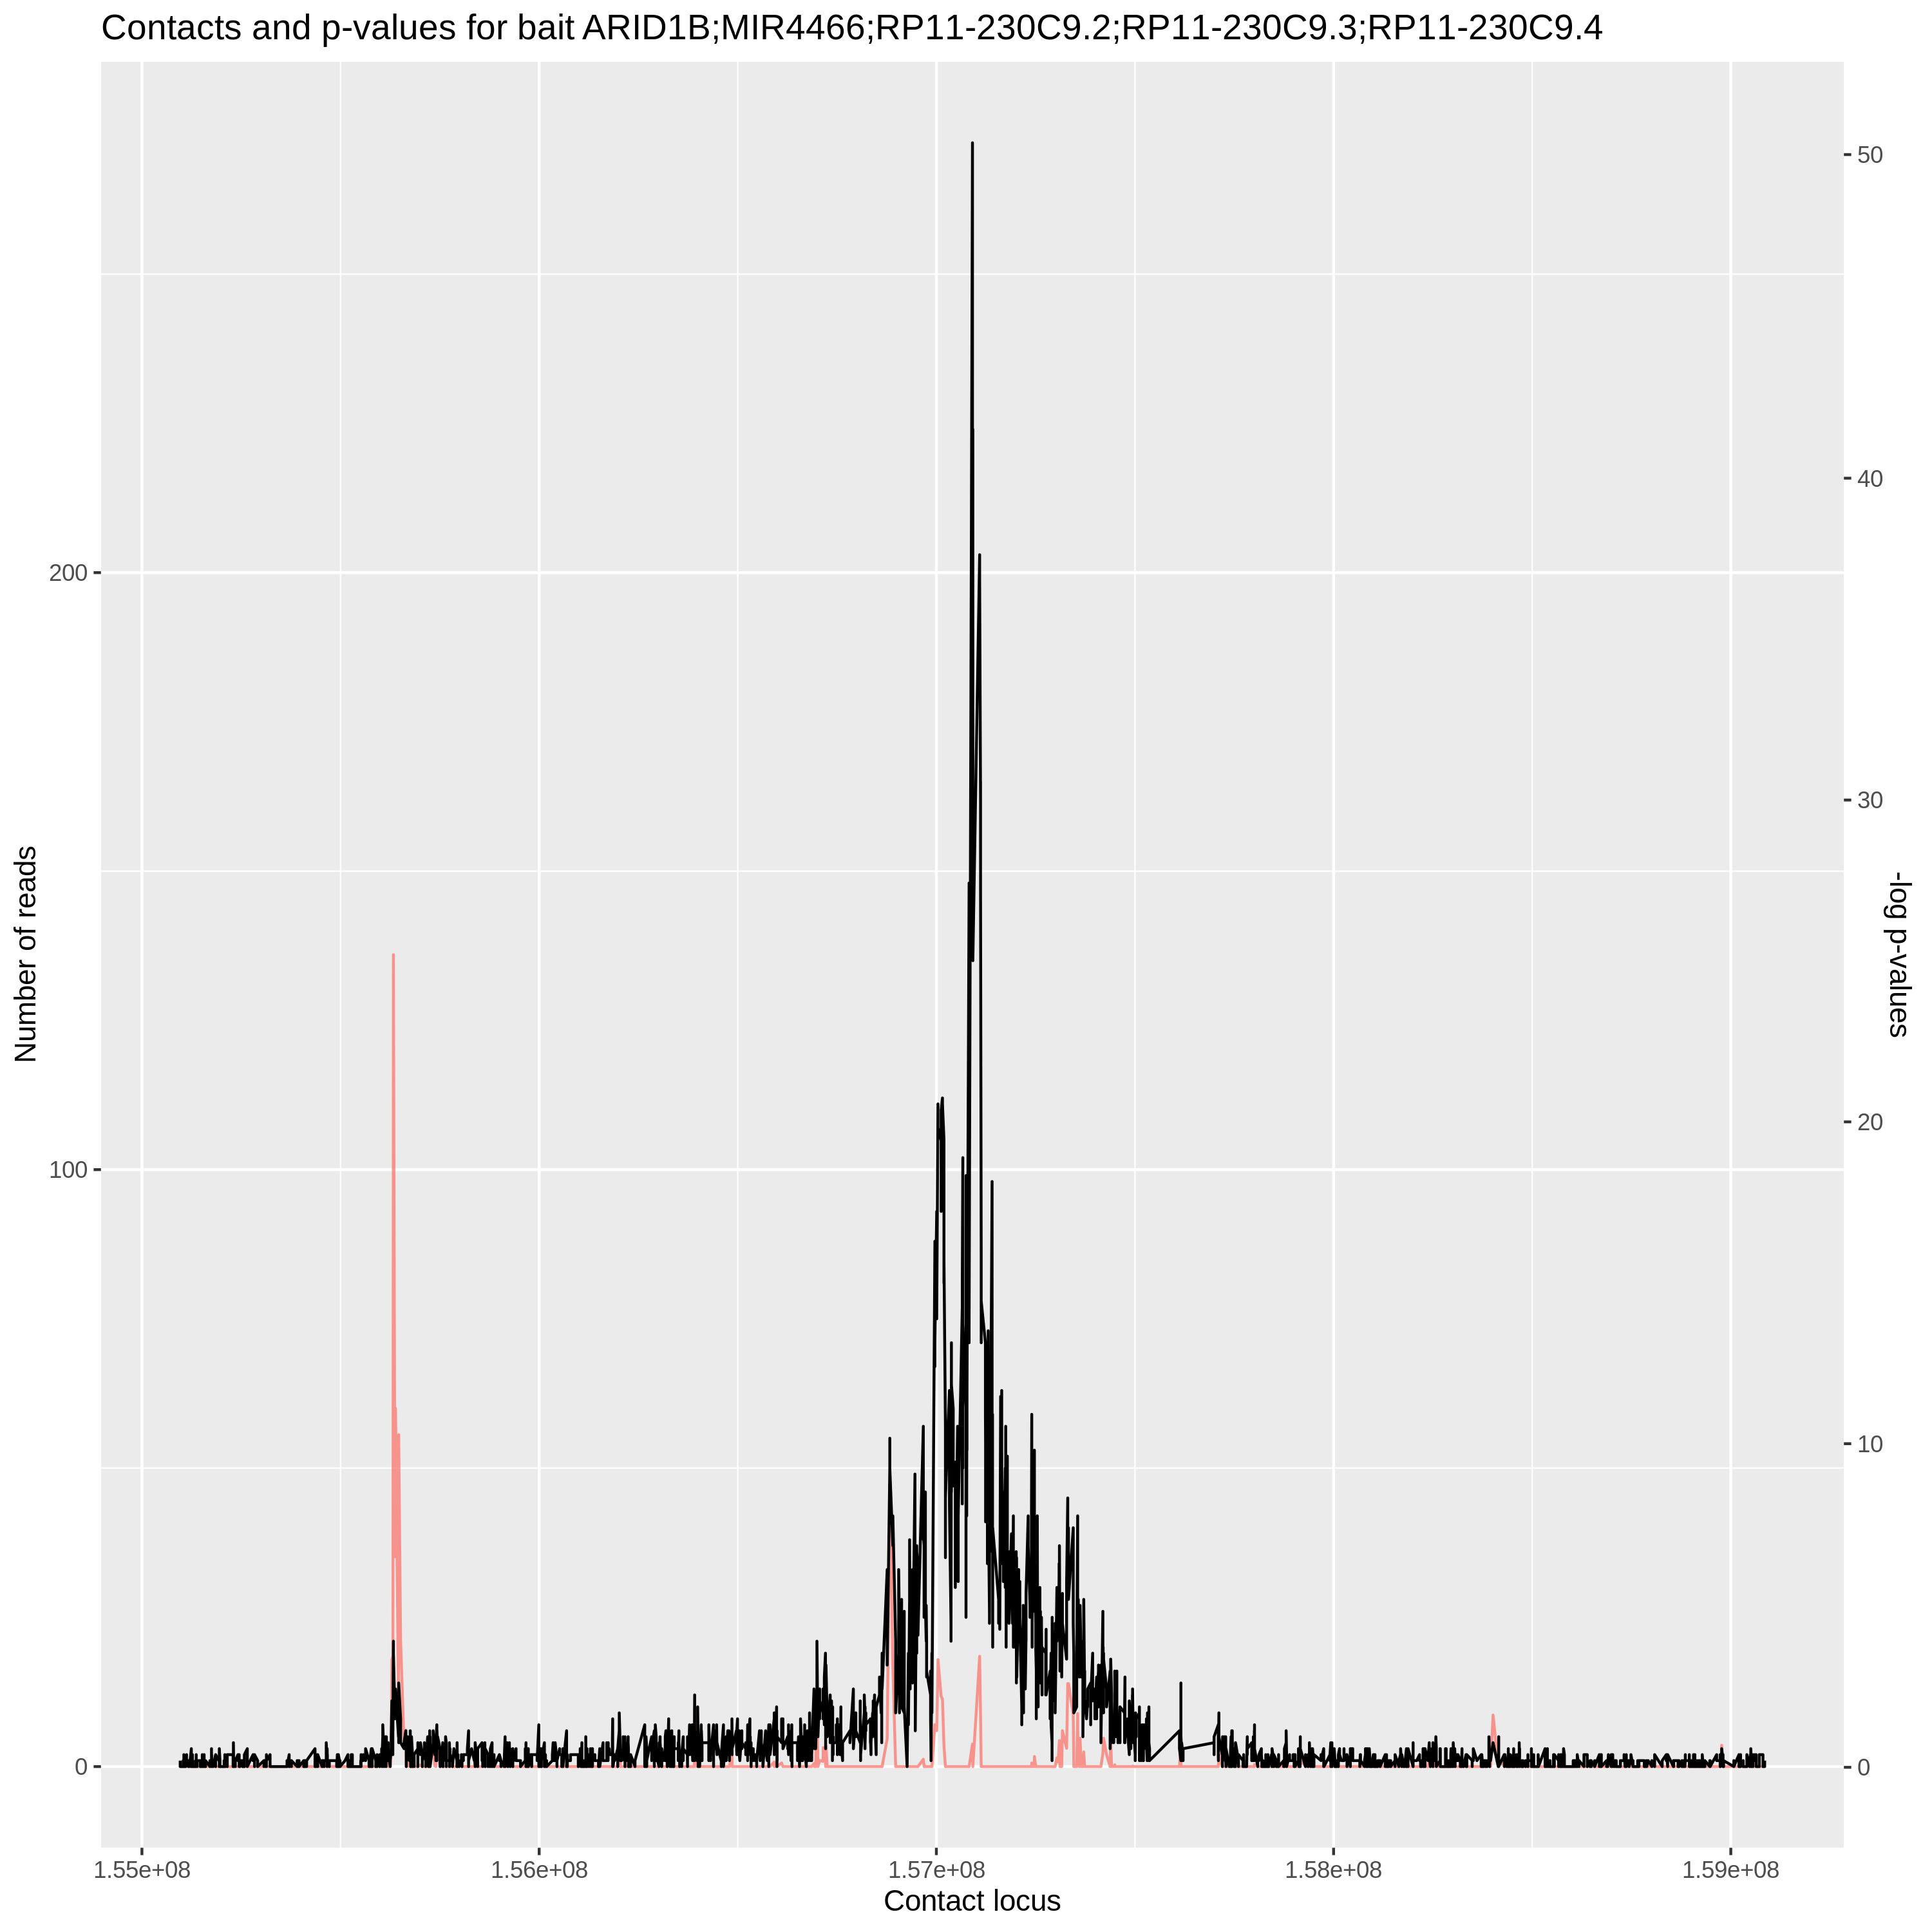 Contacts and p-values for bait ARID1B;MIR4466;RP11-230C9.2;RP11-230C9.3;RP11-230C9.4
Number of reads
200
100
0
50
40
30
20
10
0
-log p-values
1.55e+08
1.56e+08
1.57e+08
1.58e+08
1.59e+08
Contact locus